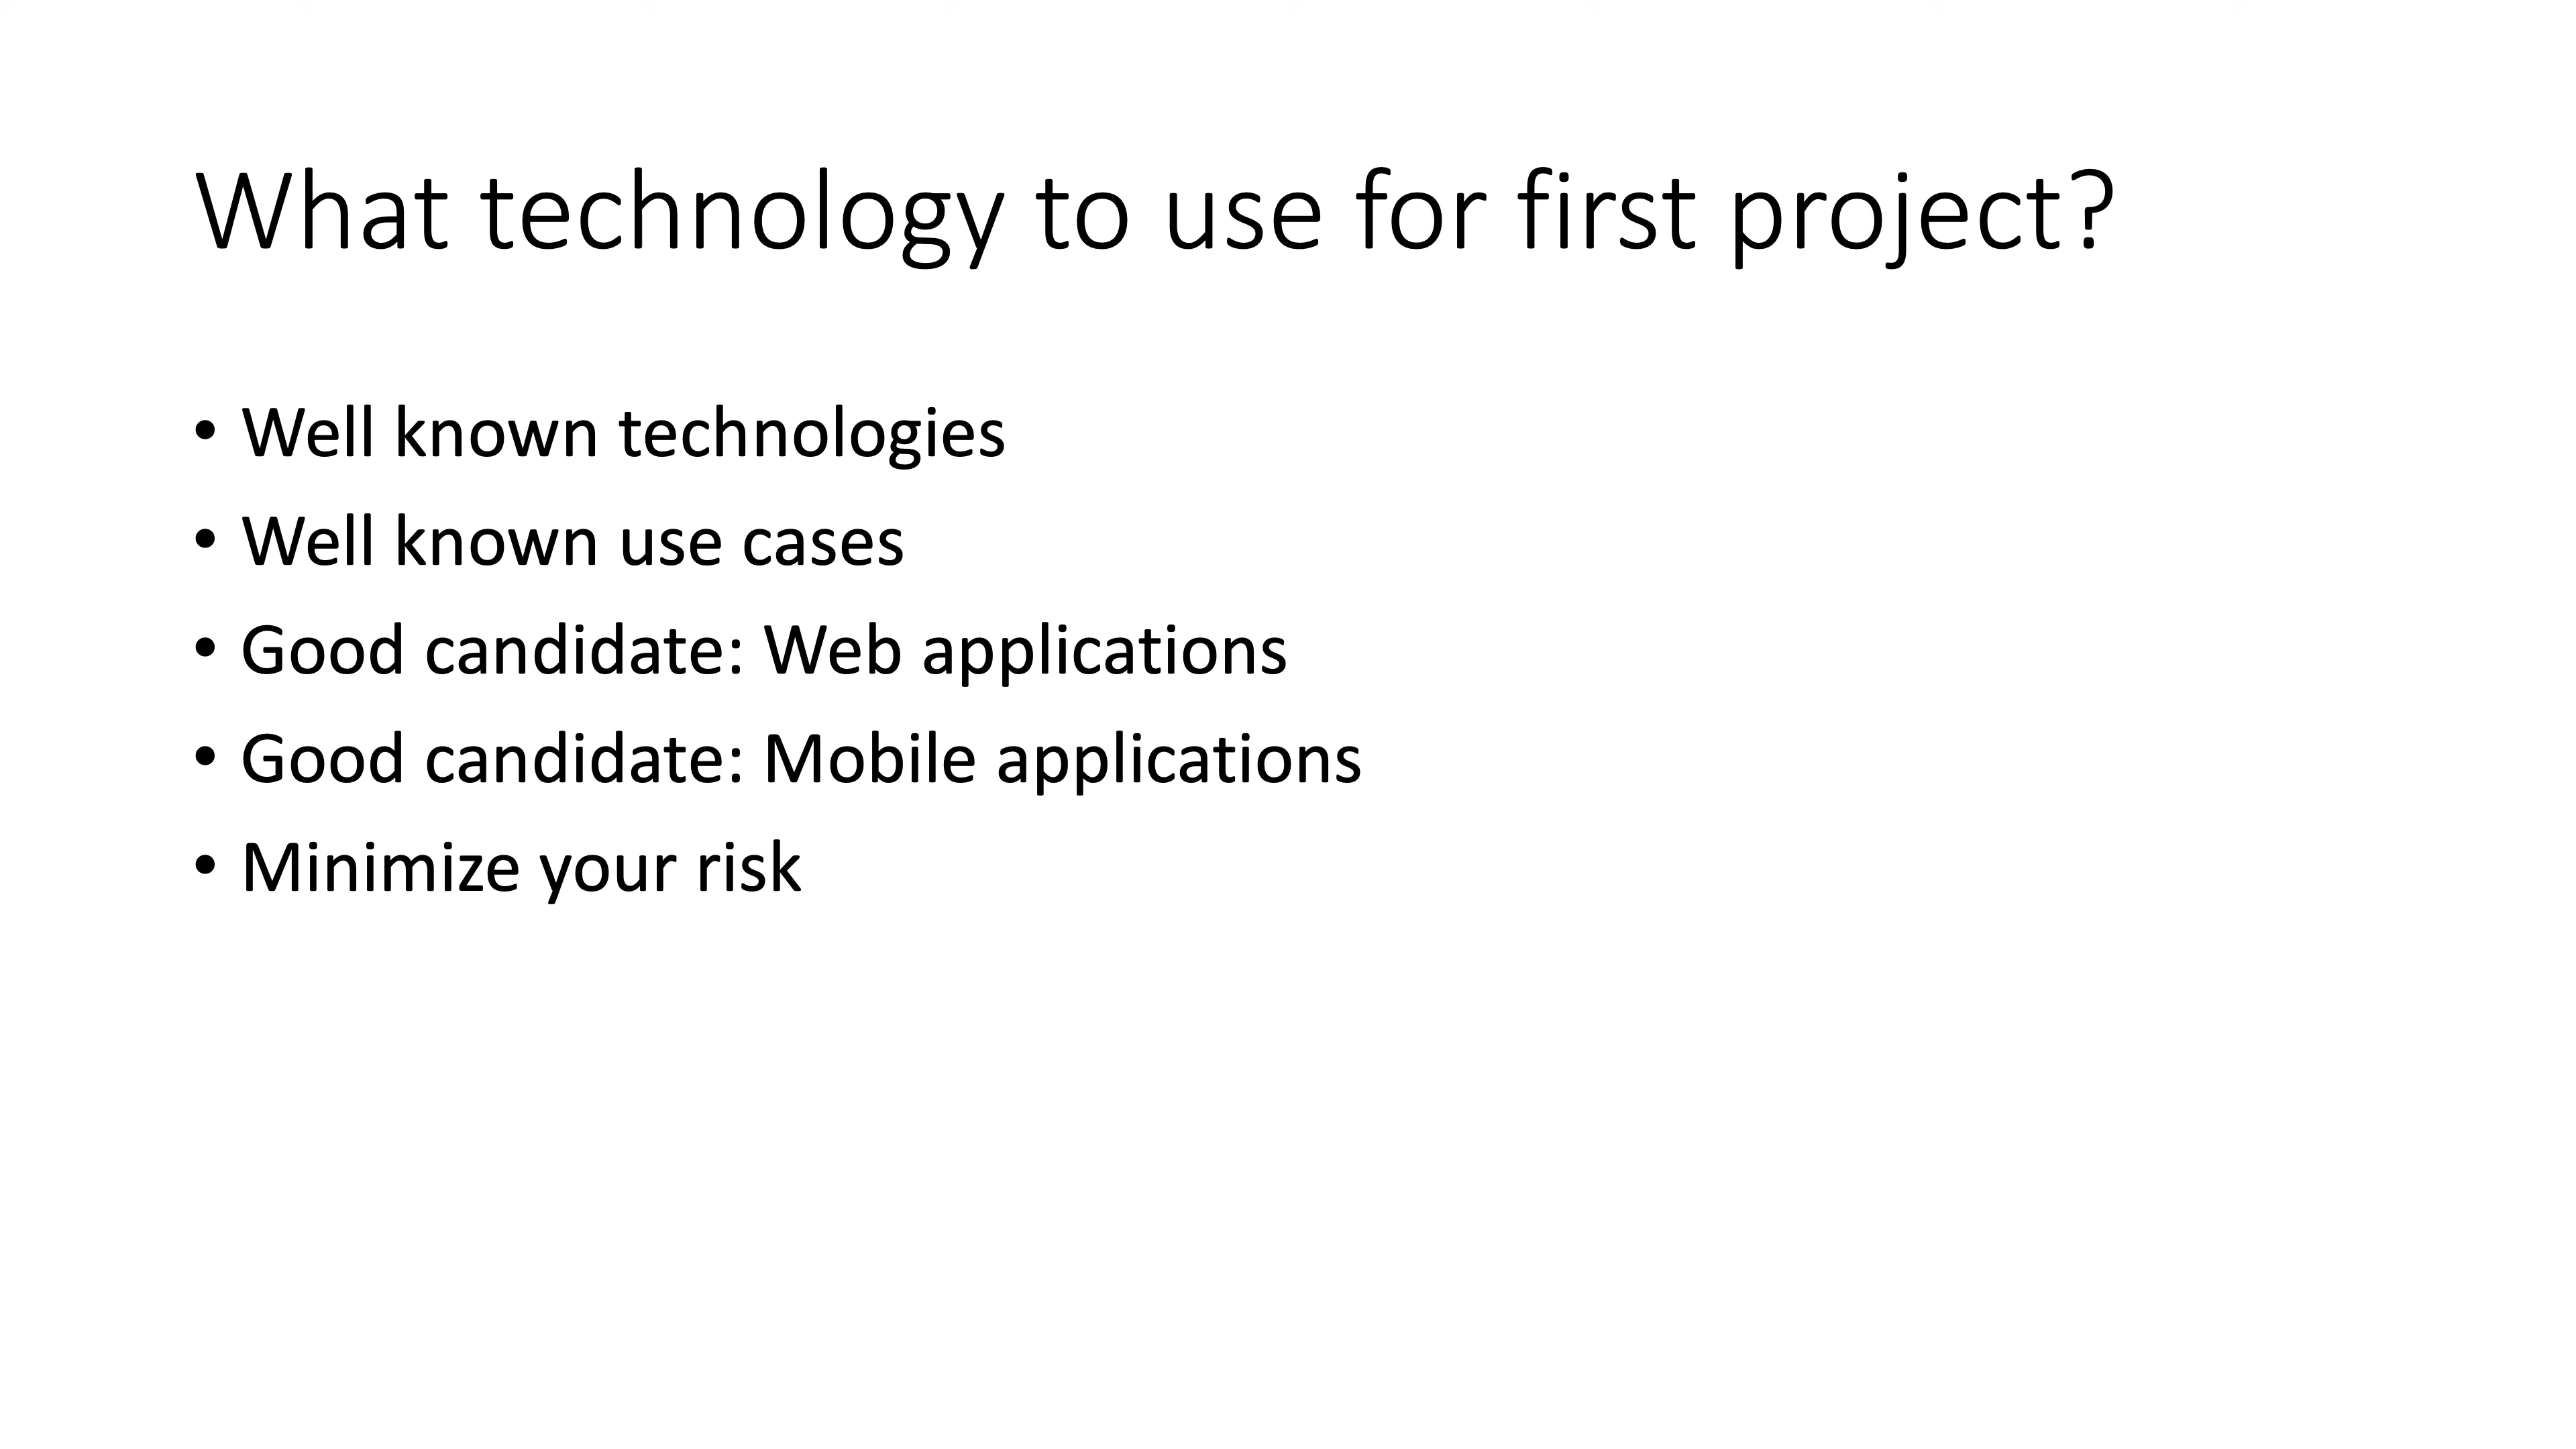 What technology to use for first project?
• Well known technologies
• Well known use cases
• Good candidate: Web applications
• Good candidate: Mobile applications
• Minimize your risk